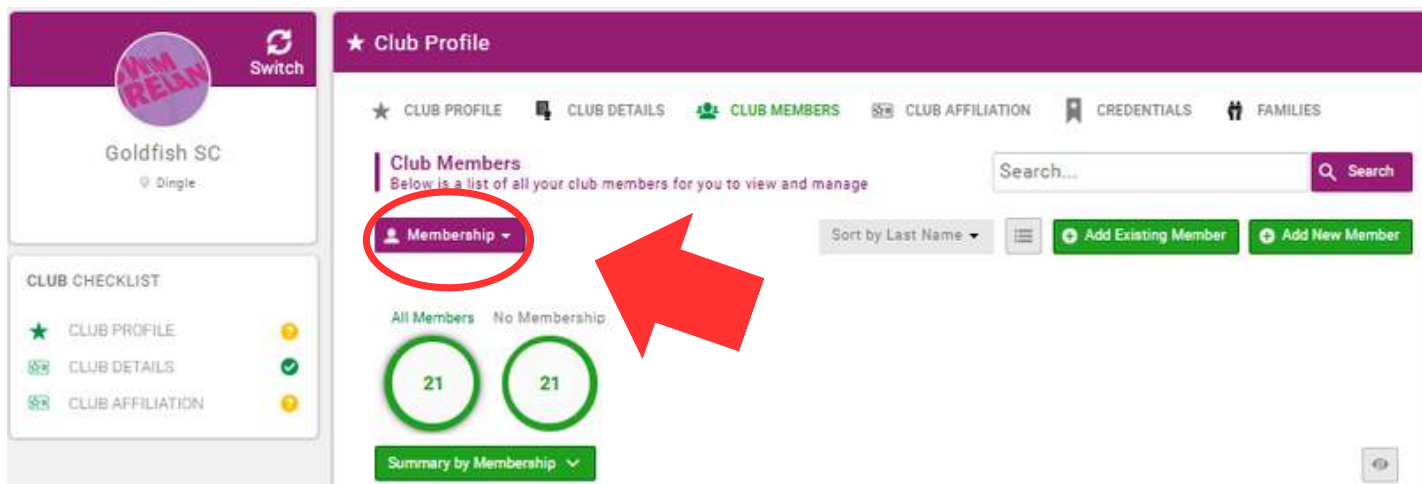 Switch
Goldfish SC
Dingle
CLUB CHECKLIST
CLUB PROFILE
CLUB DETAILS
CLUB AFFILIATION
Club Profile
CLUB PROFILE CLUB DETAILS CLUB MEMBERS CLUB AFFILIATION CREDENTIALS FAMILIES
Club Members
Below is a list of all your club members for you to view and manage
Search... Search
Membership Sort by Last Name Add Existing Member Add New Member
All Members No Membership
21 21
Summary by Membership